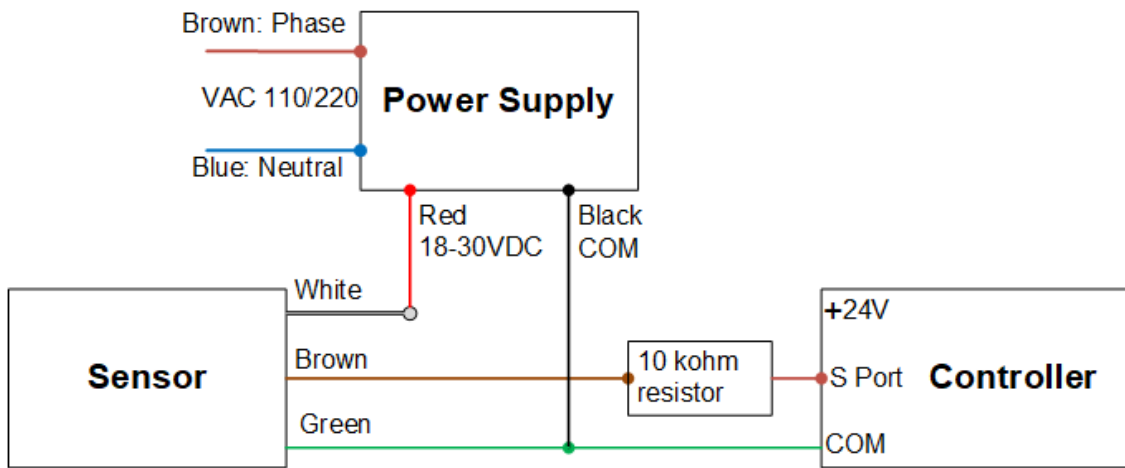 Brown: Phase
VAC 110/220
Power Supply
Blue: Neutral
Red
18-30VDC
Black
COM
White
Sensor
Brown
Green
10 kohm
resistor
+24V
S Port
Controller
COM